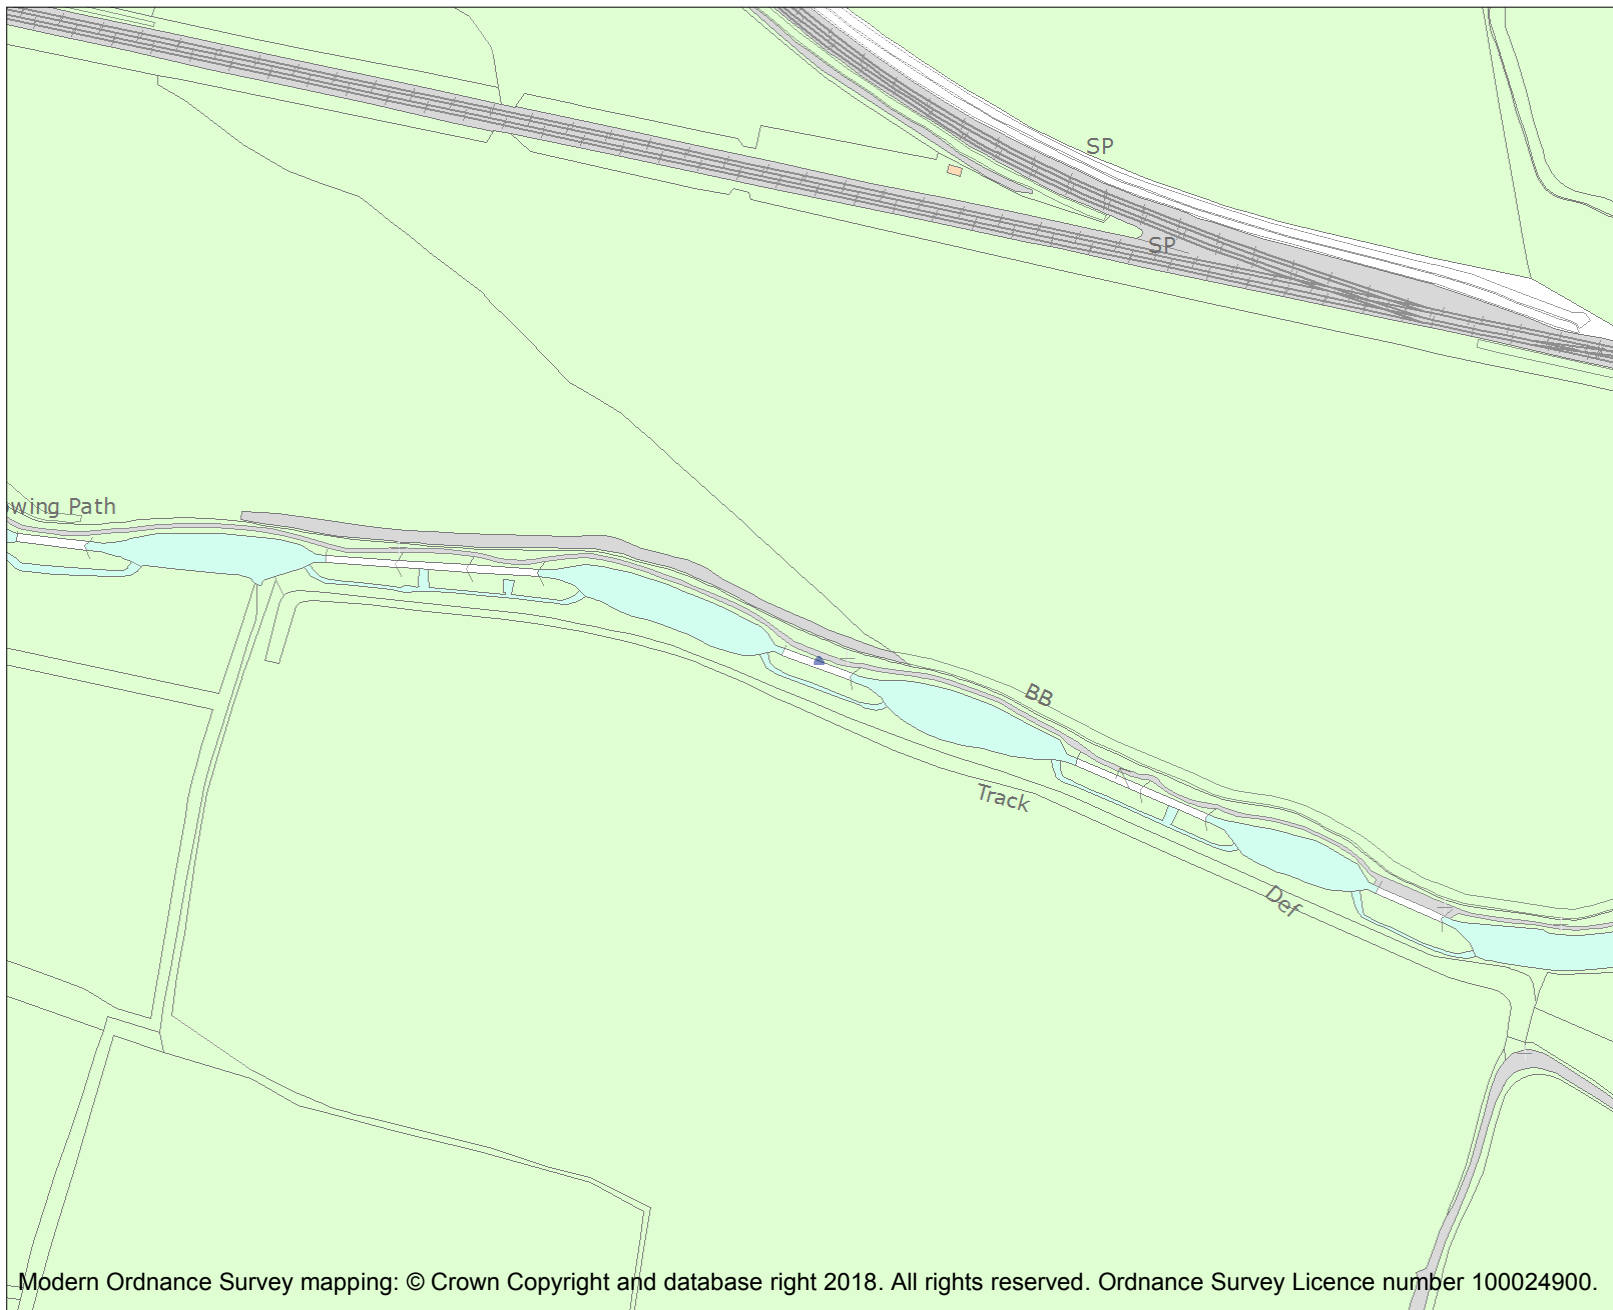 SP
SP
wing Path
BB
Track
Def
Modern Ordnance Survey mapping: © Crown Copyright and database right 2018. All rights reserved. Ordnance Survey Licence number 100024900.